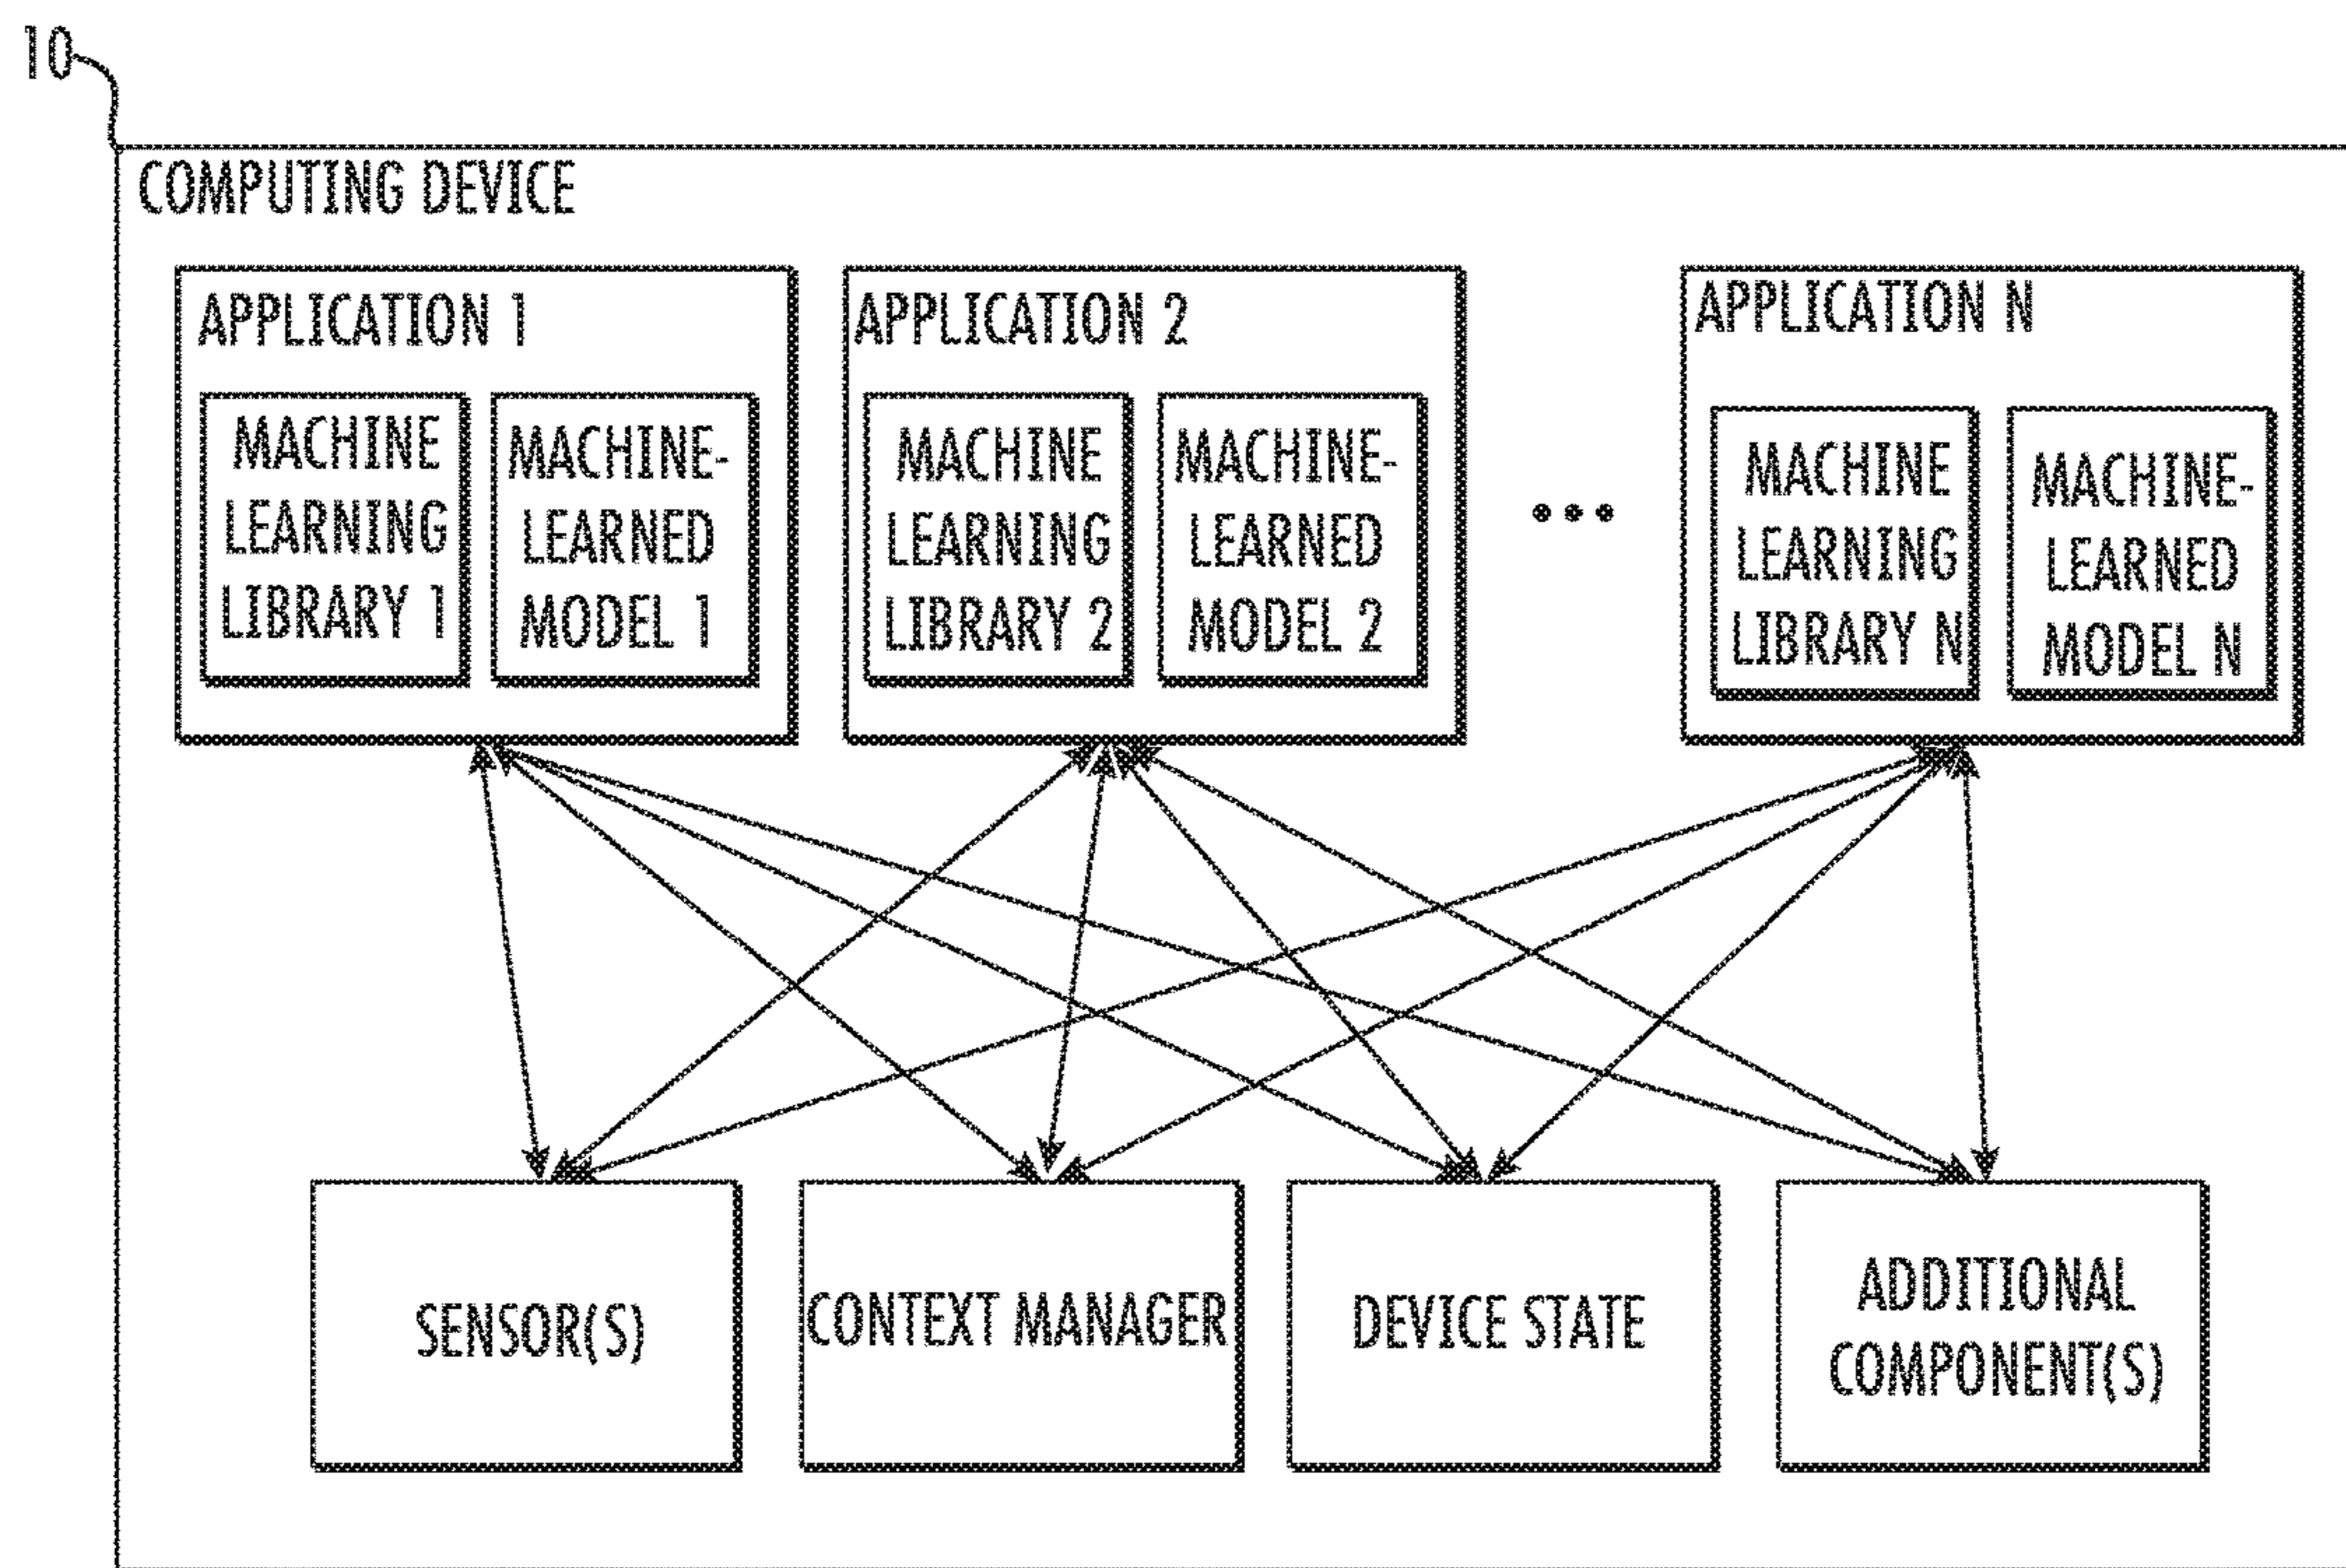 10
COMPUTING DEVICE
APPLICATION 1
MACHINE
LEARNING
LIBRARY 1
MACHINE-
LEARNED
MODEL 1
APPLICATION 2
MACHINE
LEARNING
LIBRARY 2
MACHINE-
LEARNED
MODEL 2
•••
APPLICATION N
MACHINE
LEARNING
LIBRARY N
MACHINE-
LEARNED
MODEL N
SENSOR(S)
CONTEXT MANAGER
DEVICE STATE
ADDITIONAL
COMPONENT(S)